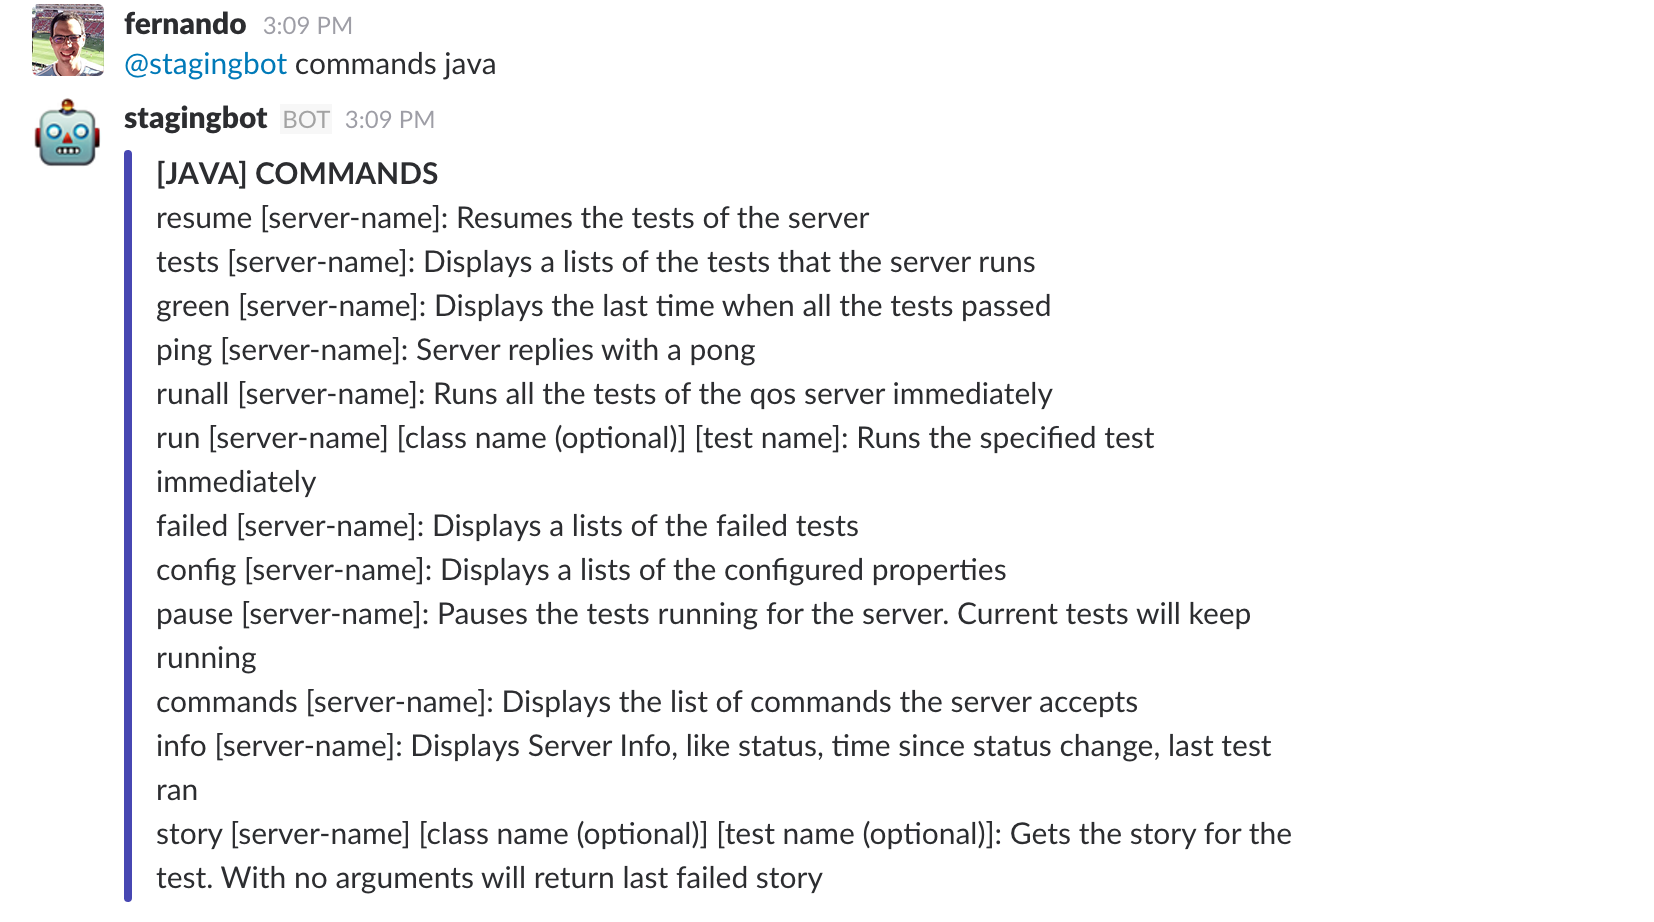 fernando 3:09 PM
@stagingbot commands java
stagingbot BOT 3:09 PM
[JAVA] COMMANDS
resume [server-name]: Resumes the tests of the server
tests [server-name]: Displays a lists of the tests that the server runs
green [server-name]: Displays the last time when all the tests passed
ping [server-name]: Server replies with a pong
runall [server-name]: Runs all the tests of the qos server immediately
run [server-name] [class name (optional)] [test name]: Runs the specified test
immediately
failed [server-name]: Displays a lists of the failed tests
config [server-name]: Displays a lists of the configured properties
pause [server-name]: Pauses the tests running for the server. Current tests will keep
running
commands [server-name]: Displays the list of commands the server accepts
info [server-name]: Displays Server Info, like status, time since status change, last test
ran
story [server-name] [class name (optional)] [test name (optional)]: Gets the story for the
test. With no arguments will return last failed story